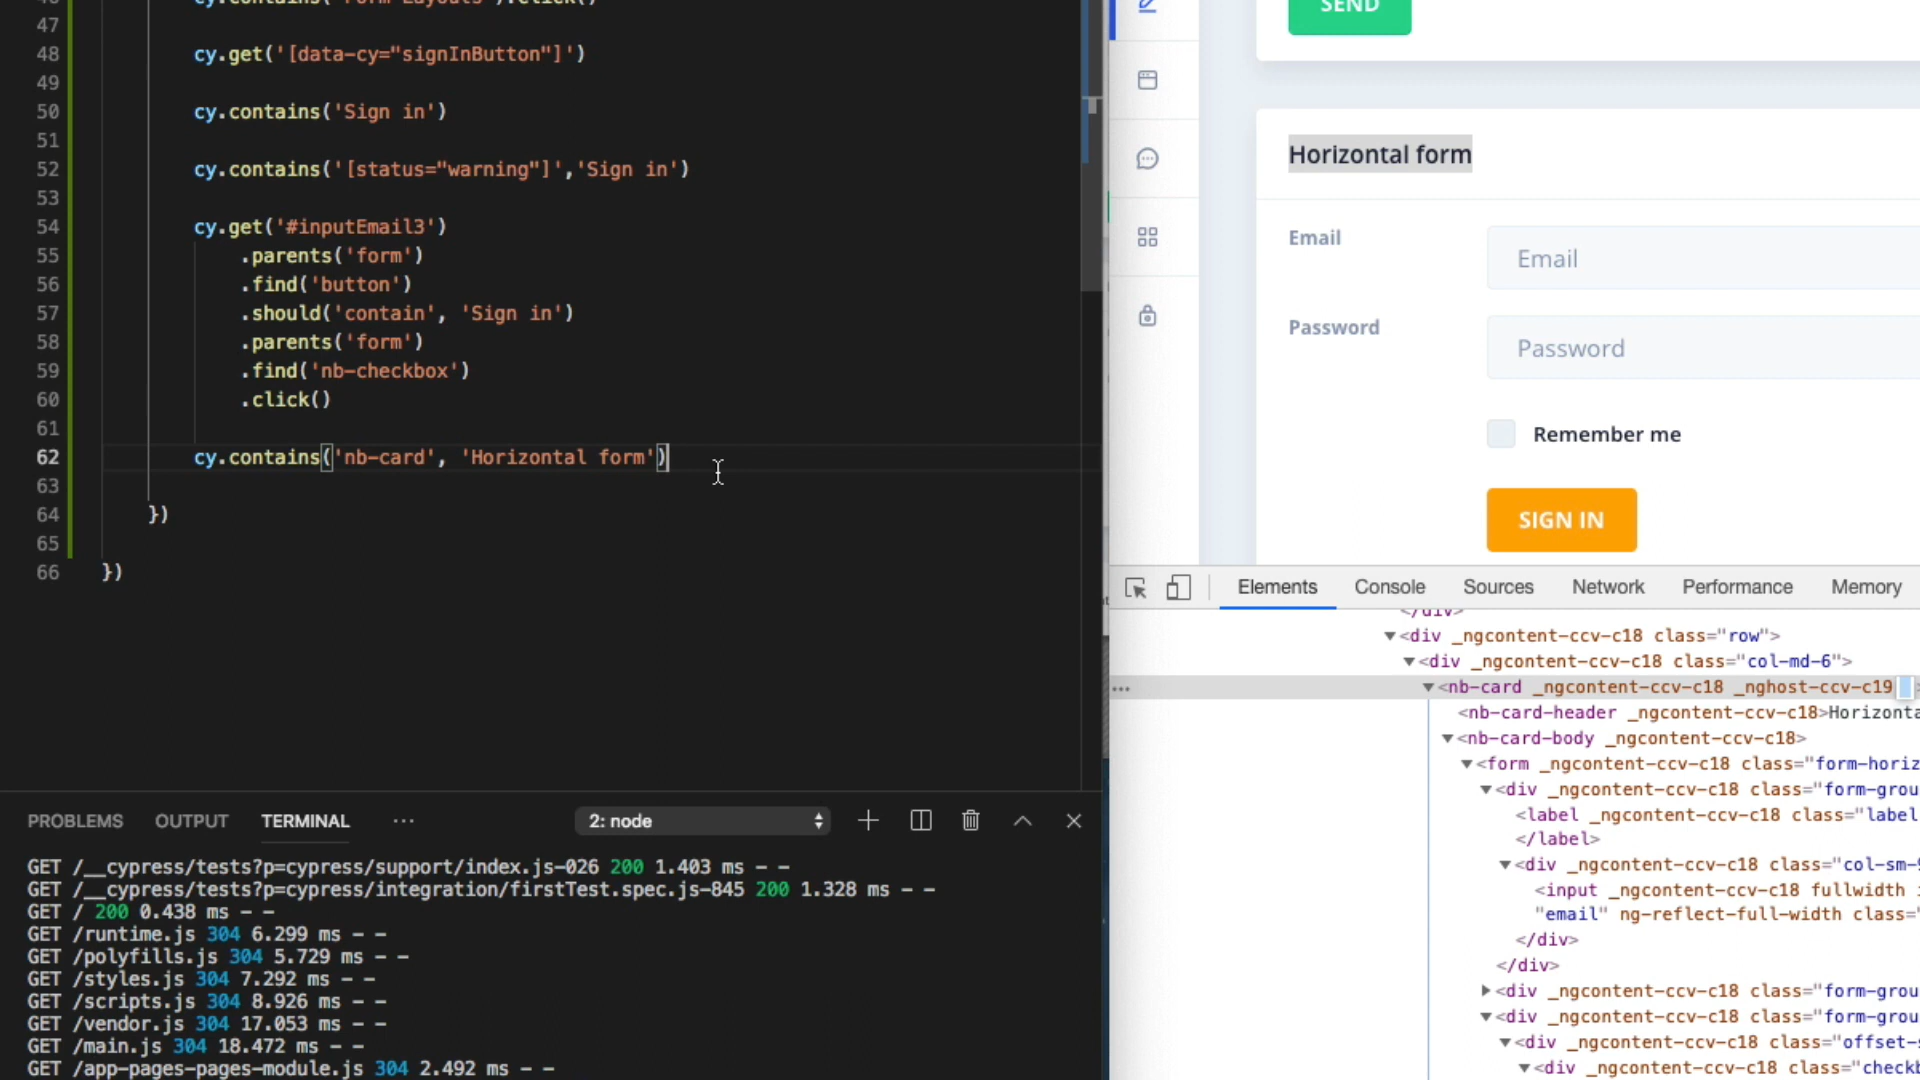 47
48 cy.get('[data-cy="signInButton"]')
49
50 cy.contains('Sign in')
51
52 cy.contains('[status="warning"]','Sign in')
53
54 cy.get('#inputEmail3')
55 .parents('form')
56 .find('button')
57 .should('contain', 'Sign in')
58 .parents('form')
59 .find('nb-checkbox')
60 .click()
61
62 cy.contains('nb-card', 'Horizontal form')
63
64 })
65
66 })
PROBLEMS OUTPUT TERMINAL ··· 2: node
GET /__cypress/tests?p=cypress/support/index.js-026 200 1.403 ms - -
GET /__cypress/tests?p=cypress/integration/firstTest.spec.js-845 200 1.328 ms - -
GET / 200 0.438 ms - -
GET /runtime.js 304 6.299 ms - -
GET /polyfills.js 304 5.729 ms - -
GET /styles.js 304 7.292 ms - -
GET /scripts.js 304 8.926 ms - -
GET /vendor.js 304 17.053 ms - -
GET /main.js 304 18.472 ms - -
GET /app-pages-pages-module.js 304 2.492 ms - -
SEND
Horizontal form
Email Email
Password Password
Remember me
SIGN IN
Elements Console Sources Network Performance Memory
</div>
<div _ngcontent-ccv-c18 class="row">
<div _ngcontent-ccv-c18 class="col-md-6">
<nb-card _ngcontent-ccv-c18 _nghost-ccv-c19
<nb-card-header _ngcontent-ccv-c18>Horizonta
<nb-card-body _ngcontent-ccv-c18>
<form _ngcontent-ccv-c18 class="form-horiz
<div _ngcontent-ccv-c18 class="form-grou
<label _ngcontent-ccv-c18 class="label
</label>
<div _ngcontent-ccv-c18 class="col-sm-9
<input _ngcontent-ccv-c18 fullwidth
"email" ng-reflect-full-width class="
</div>
</div>
<div _ngcontent-ccv-c18 class="form-grou
<div _ngcontent-ccv-c18 class="form-grou
<div _ngcontent-ccv-c18 class="offset-s
<div _ngcontent-ccv-c18 class="checkb